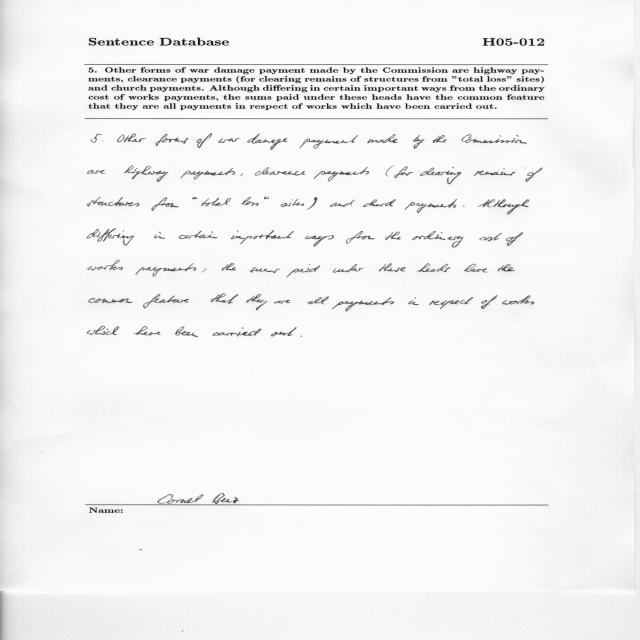 Sentence Database H05-012
5. Other forms of war damage payment made by the Commission are highway pay-
ments, clearance payments (for clearing remains of structures from "total loss" sites)
and church payments. Although differing in certain important ways from the ordinary
cost of works payments, the sums paid under these heads have the common feature
that they are all payments in respect of works which have been carried out.
5. Other forms of war damage payment made by the Commission
are highway payments, clearance payments (for clearing remains of
structures from "total loss" sites) and church payments. Although
differing in certain important ways from the ordinary cost of
works payments, the sums paid under these heads have the
common feature that they are all payments in respect of works
which have been carried out.
Cornel
Name: